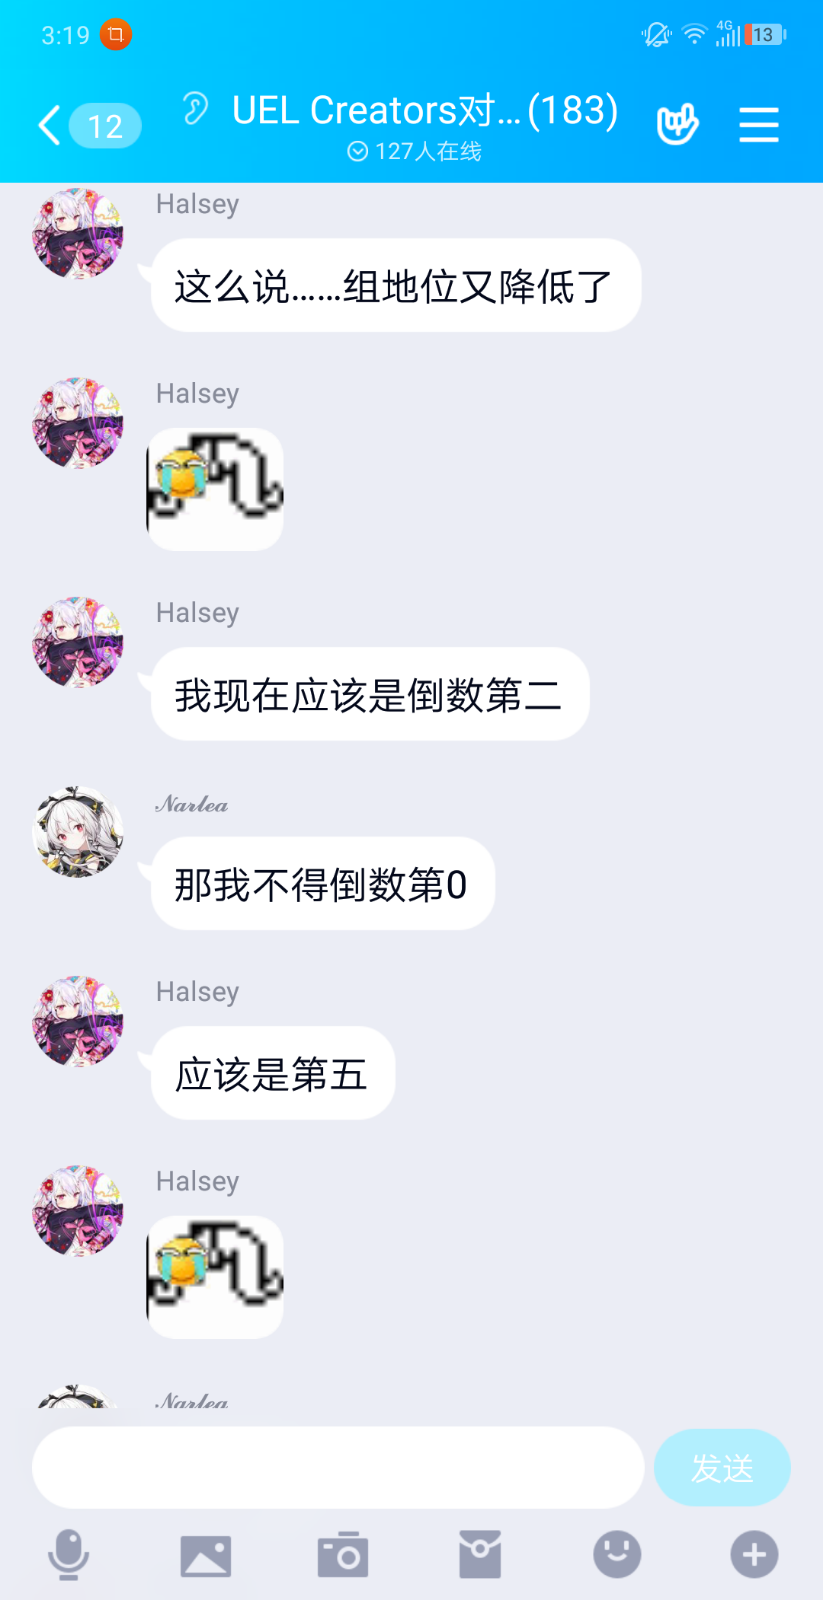 3:19
4G
13
12
UEL Creators对...(183)
127人在线
Halsey
这么说……组地位又降低了
Halsey
Halsey
我现在应该是倒数第二
𝒩𝒶𝓇𝓁ℯ𝒶
那我不得倒数第0
Halsey
应该是第五
Halsey
𝒩𝒶𝓇𝓁ℯ𝒶
发送